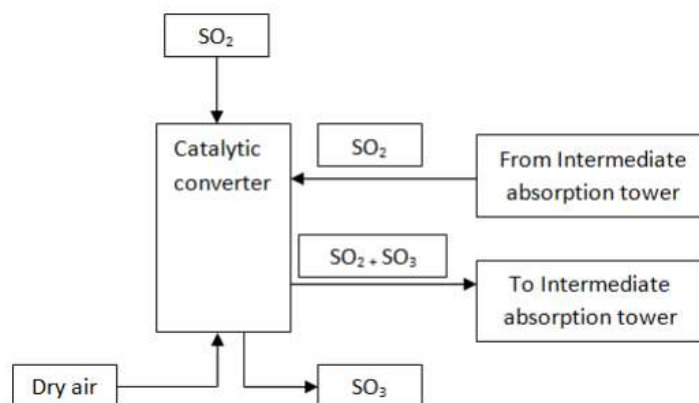 SO₂
Catalytic
converter
SO₂
From Intermediate
absorption tower
SO₂ + SO₃
To Intermediate
absorption tower
Dry air
SO₃